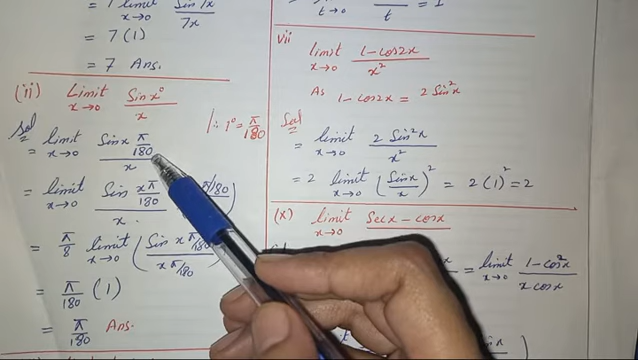 = 7 limit x→0 Sin 7x / 7x
= 7 (1)
= 7 Ans.
(ii) Limit x→0 Sin x° / x
Sol
= limit x→0 Sin x π/180 / x
∴ 1° = π/180
= limit x→0 Sin xπ/180 / x π/180
= π/8 limit x→0 (Sin x π/180 / x π/180)
= π/180 (1)
= π/180 Ans.
t→0 t = 1
vii limit x→0 1-cos2x / x²
As 1-cos2x = 2 Sin²x
Sol
= limit x→0 2 Sin²x / x²
= 2 limit x→0 (Sinx / x)² = 2 (1)² = 2
(x) limit x→0 Secx - cosx
= limit x→0 1-cos²x / x cosx